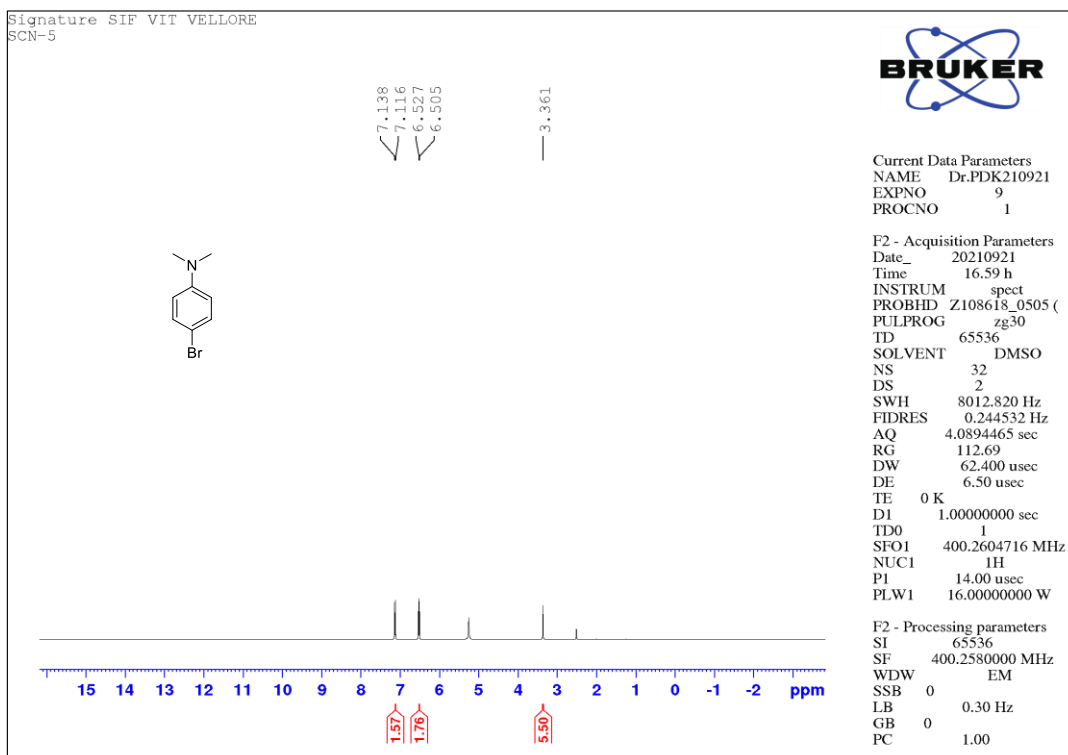 Signature SIF VIT VELLORE
SCN-5
7.138
7.116
6.527
6.505
3.361
N
Br
15 14 13 12 11 10 9 8 7 6 5 4 3 2 1 0 -1 -2 ppm
1.57
1.76
5.50
BRUKER
Current Data Parameters
NAME Dr.PDK210921
EXPNO 9
PROCNO 1
F2 - Acquisition Parameters
Date_ 20210921
Time 16.59 h
INSTRUM spect
PROBHD Z108618_0505 (
PULPROG zg30
TD 65536
SOLVENT DMSO
NS 32
DS 2
SWH 8012.820 Hz
FIDRES 0.244532 Hz
AQ 4.0894465 sec
RG 112.69
DW 62.400 usec
DE 6.50 usec
TE 0 K
D1 1.00000000 sec
TD0 1
SFO1 400.2604716 MHz
NUC1 1H
P1 14.00 usec
PLW1 16.00000000 W
F2 - Processing parameters
SI 65536
SF 400.2580000 MHz
WDW EM
SSB 0
LB 0.30 Hz
GB 0
PC 1.00